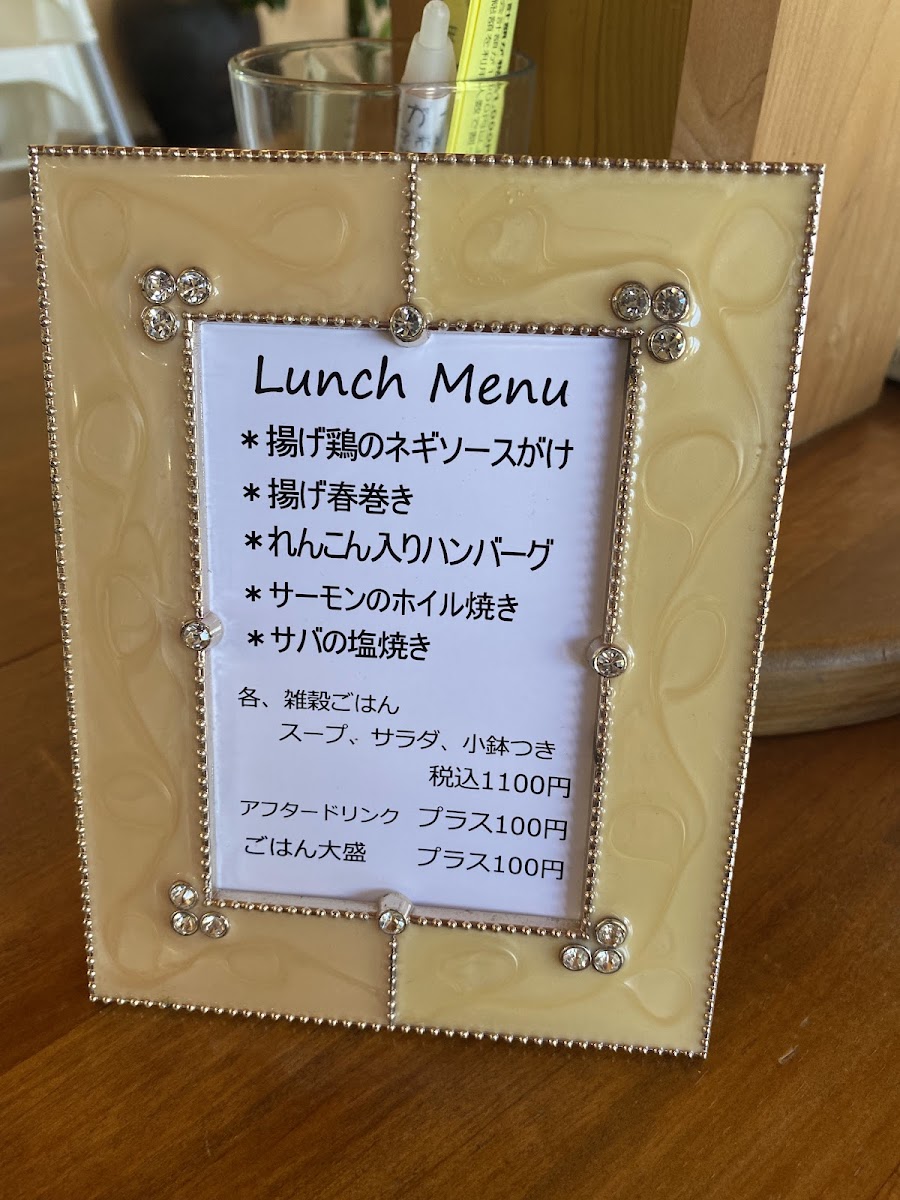 Lunch Menu
＊揚げ鶏のネギソースがけ
＊揚げ春巻き
＊れんこん入りハンバーグ
＊サーモンのホイル焼き
＊サバの塩焼き
各、雑穀ごはん
スープ、サラダ、小鉢つき
税込1100円
アフタードリンク　プラス100円
ごはん大盛　プラス100円